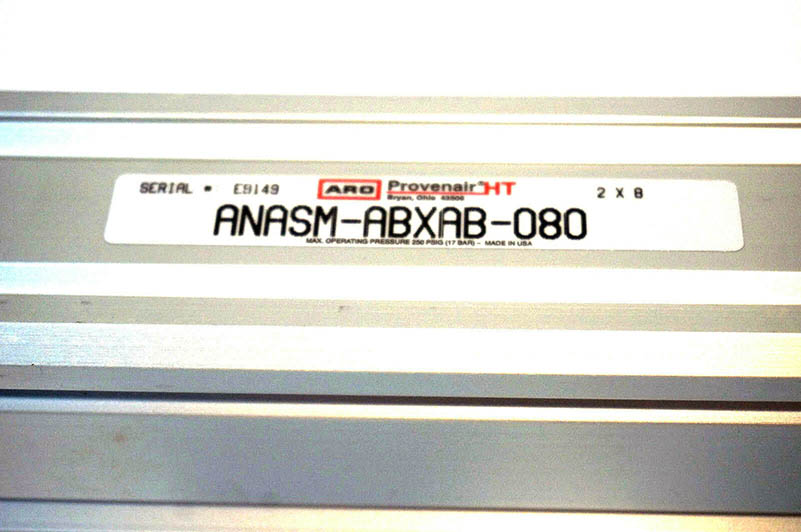 SERIAL # E9149 ARO Provenair HT 2 X 8
Bryan, Ohio 43506
ANASM-ABXAB-080
MAX. OPERATING PRESSURE 250 PSIG (17 BAR) - MADE IN USA